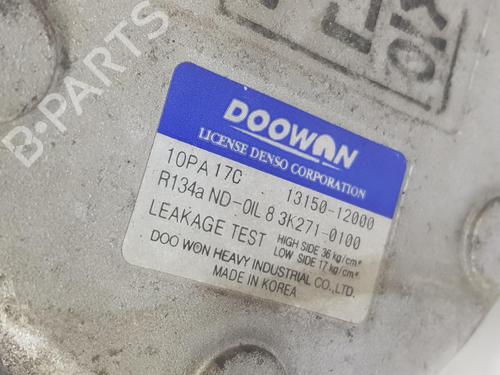 B-PARTS
DOOWON
LICENSE DENSO CORPORATION
10PA17C 13150-12000
R134a ND-OIL 8 3K271-0100
LEAKAGE TEST HIGH SIDE 36 kg/cm²
LOW SIDE 17 kg/cm²
DOO WON HEAVY INDUSTRIAL CO.,LTD.
MADE IN KOREA